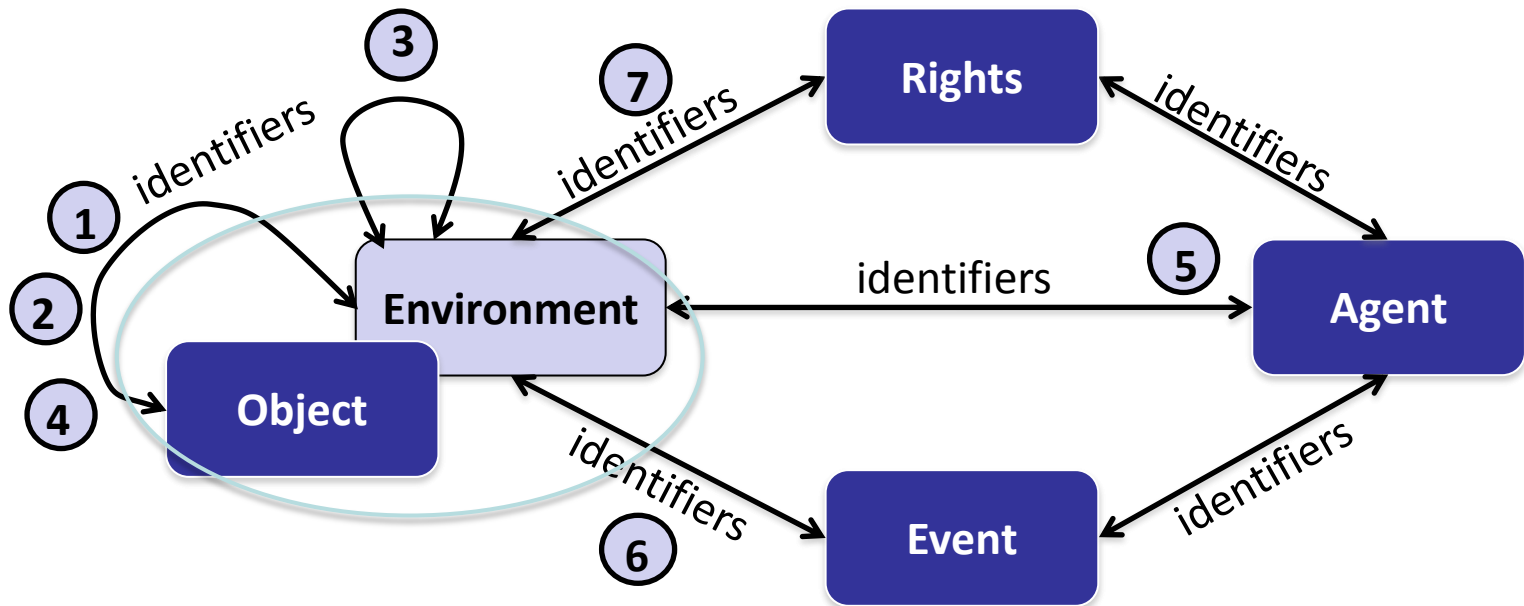 3
7
Rights
identifiers
identifiers
identifiers
1
2
4
Environment
identifiers
5
Agent
Object
identifiers
6
Event
identifiers